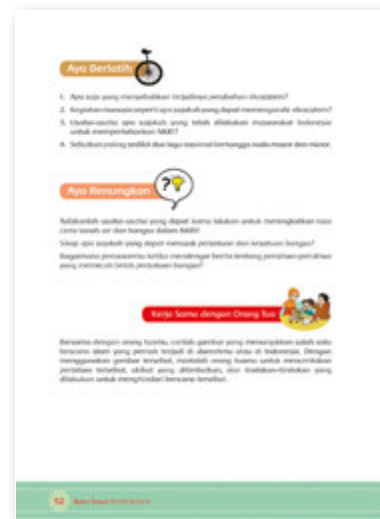 Ayo Berlatih
1. Apa saja yang menyebabkan terjadinya perubahan ekosistem?
2. Kegiatan manusia seperti apa sajakah yang dapat memengaruhi ekosistem?
3. Usaha-usaha apa sajakah yang telah dilakukan masyarakat Indonesia
untuk mempertahankan NKRI?
4. Sebutkan paling sedikit dua lagu nasional bertangga nada mayor dan minor.
Ayo Renungkan
Tuliskanlah usaha-usaha yang dapat kamu lakukan untuk meningkatkan rasa
cinta tanah air dan bangsa dalam NKRI!
Sikap apa sajakah yang dapat merusak persatuan dan kesatuan bangsa?
Bagaimana perasaanmu ketika mendengar berita tentang peristiwa-peristiwa
yang memecah belah persatuan bangsa?
Kerja Sama dengan Orang Tua
Bersama dengan orang tuamu, carilah gambar yang menunjukkan salah satu
bencana alam yang pernah terjadi di daerahmu atau di Indonesia. Dengan
menggunakan gambar tersebut, mintalah orang tuamu untuk menceritakan
peristiwa tersebut, akibat yang ditimbulkan, dan tindakan-tindakan yang
dilakukan untuk menghindari bencana tersebut.
52 Buku Siswa